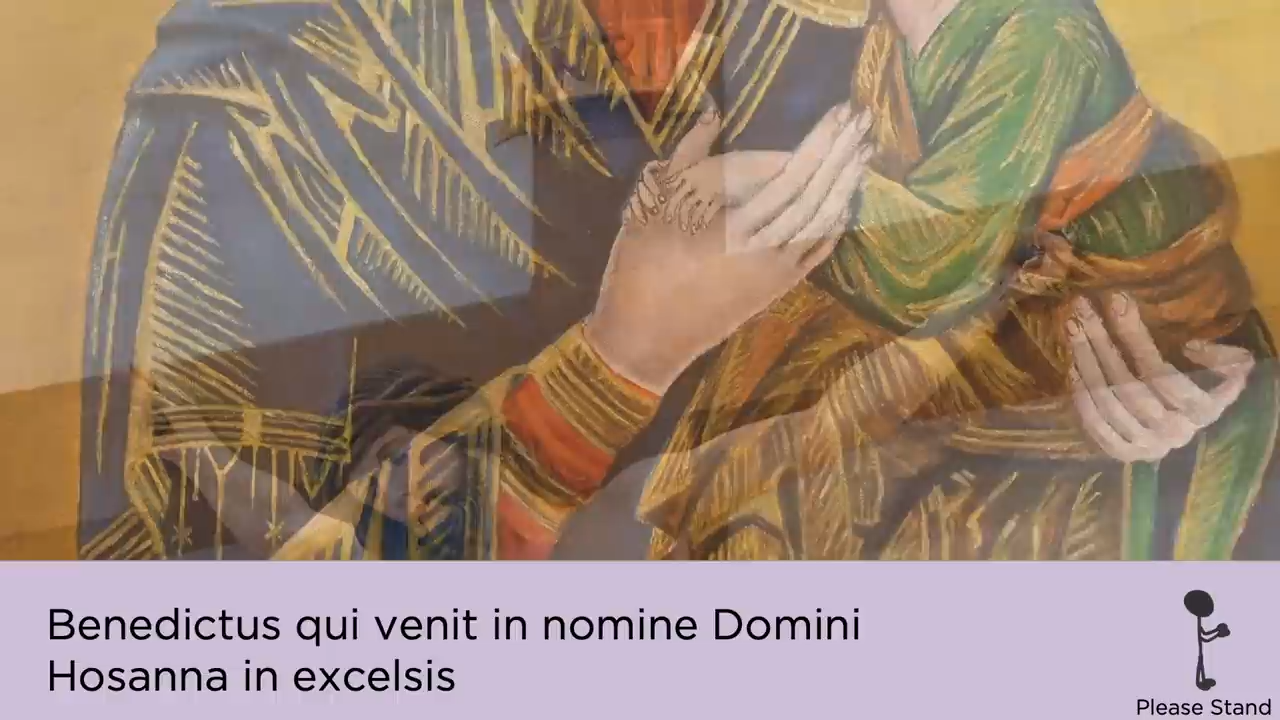 Benedictus qui venit in nomine Domini
Hosanna in excelsis
Please Stand